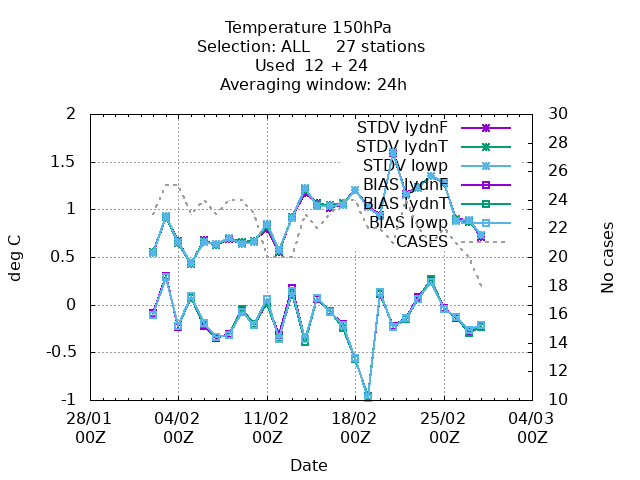 Temperature 150hPa
Selection: ALL     27 stations
Used  12 + 24
Averaging window: 24h
2
1.5
1
0.5
0
-0.5
-1
deg C
30
28
26
24
22
20
18
16
14
12
10
No cases
STDV lydnF
STDV lydnT
STDV lowp
BIAS lydnF
BIAS lydnT
BIAS lowp
CASES
28/01 04/02 11/02 18/02 25/02 04/03
00Z 00Z 00Z 00Z 00Z 00Z
Date